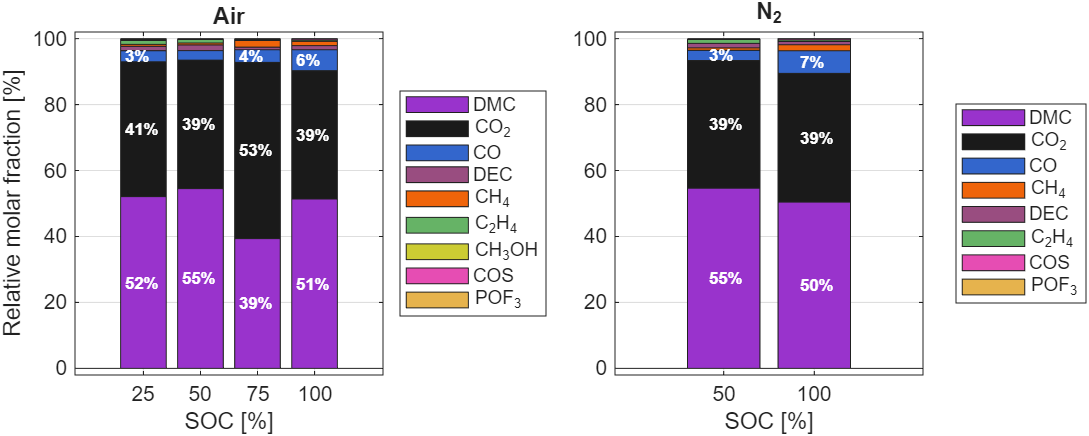 Air
Relative molar fraction [%]
100
80
60
40
20
0
3%
4%
6%
41%
39%
53%
39%
52%
55%
39%
51%
25 50 75 100
SOC [%]
DMC
CO₂
CO
DEC
CH₄
C₂H₄
CH₃OH
COS
POF₃
N₂
100
80
60
40
20
0
3%
7%
39%
39%
55%
50%
50 100
SOC [%]
DMC
CO₂
CO
CH₄
DEC
C₂H₄
COS
POF₃